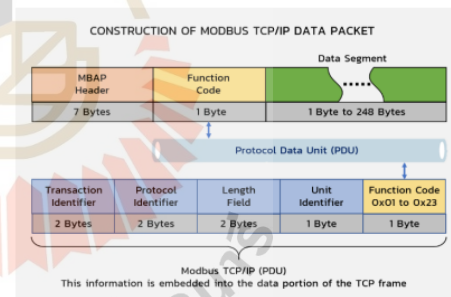 CONSTRUCTION OF MODBUS TCP/IP DATA PACKET
Data Segment
MBAP
Header
Function
Code
7 Bytes
1 Byte
1 Byte to 248 Bytes
Protocol Data Unit (PDU)
Transaction
Identifier
Protocol
Identifier
Length
Field
Unit
Identifier
Function Code
0x01 to 0x23
2 Bytes
2 Bytes
2 Bytes
1 Byte
1 Byte
Modbus TCP/IP (PDU)
This information is embedded into the data portion of the TCP frame